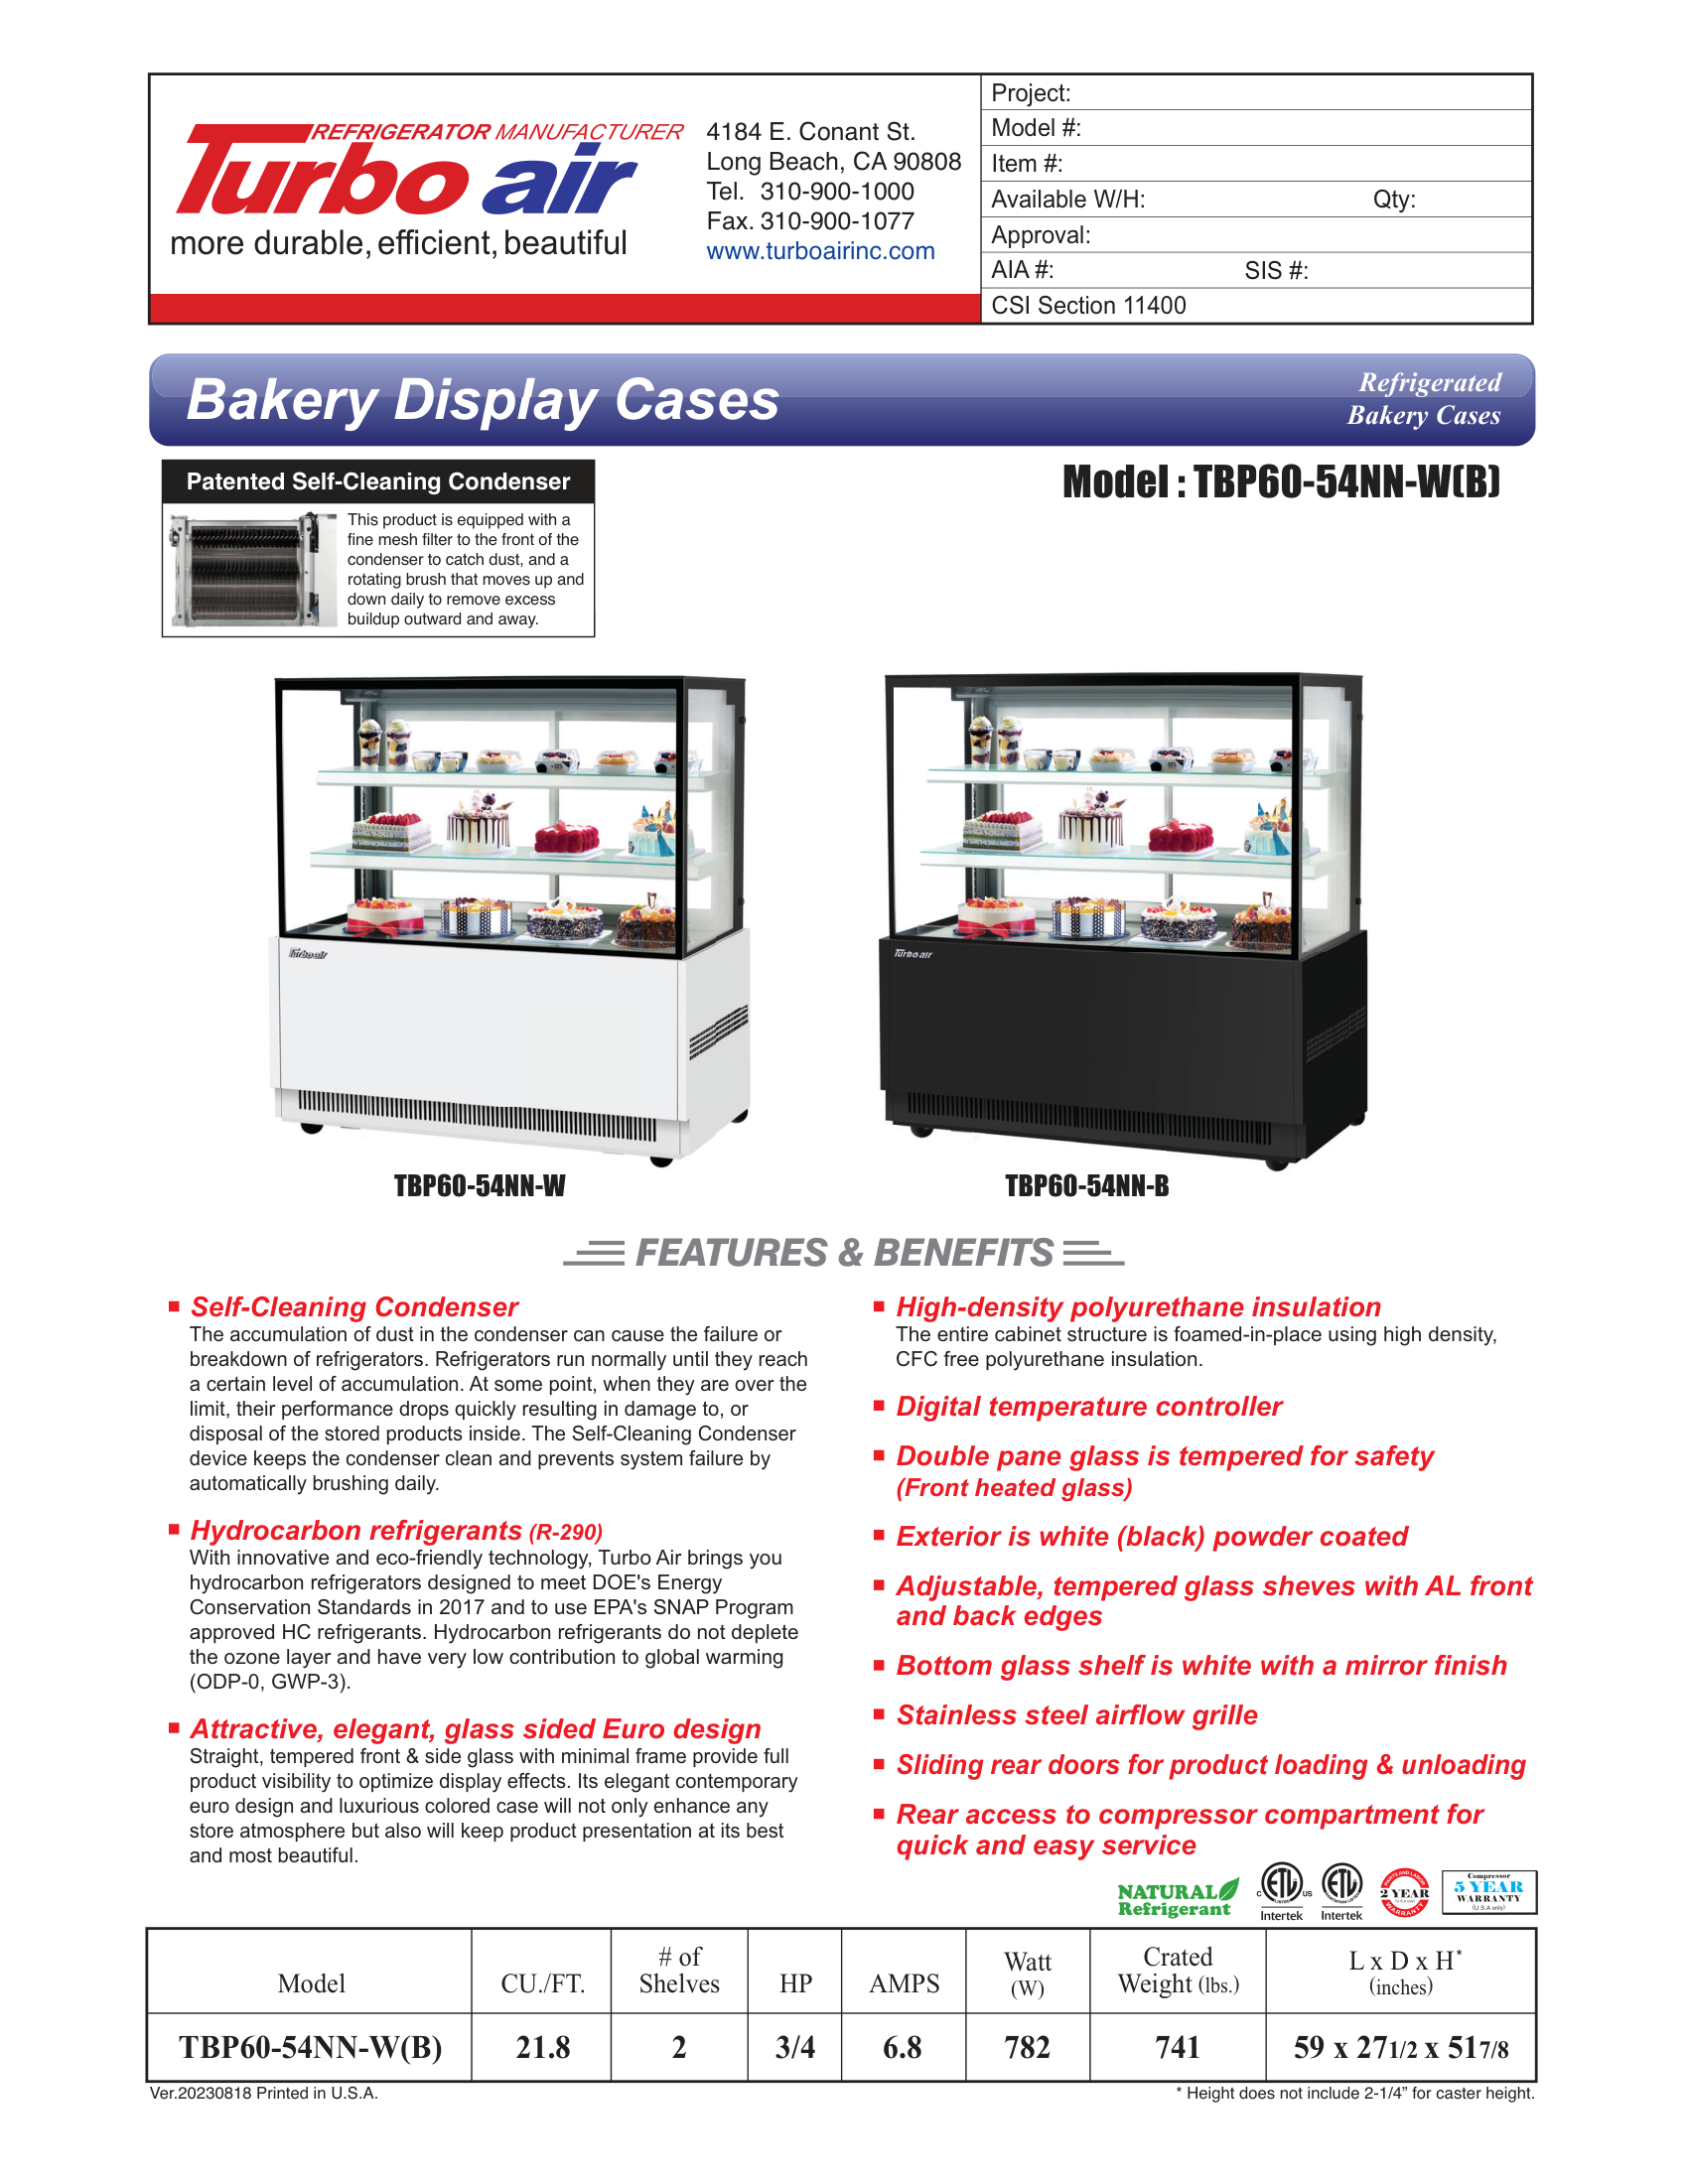 REFRIGERATOR MANUFACTURER
Turbo air
more durable, efficient, beautiful
4184 E. Conant St.
Long Beach, CA 90808
Tel. 310-900-1000
Fax. 310-900-1077
www.turboairinc.com
Project:
Model #:
Item #:
Available W/H: Qty:
Approval:
AIA #: SIS #:
CSI Section 11400
Bakery Display Cases
Refrigerated
Bakery Cases
Patented Self-Cleaning Condenser
This product is equipped with a
fine mesh filter to the front of the
condenser to catch dust, and a
rotating brush that moves up and
down daily to remove excess
buildup outward and away.
Model : TBP60-54NN-W(B)
Turbo air
Turbo air
TBP60-54NN-W
TBP60-54NN-B
FEATURES & BENEFITS
Self-Cleaning Condenser
The accumulation of dust in the condenser can cause the failure or
breakdown of refrigerators. Refrigerators run normally until they reach
a certain level of accumulation. At some point, when they are over the
limit, their performance drops quickly resulting in damage to, or
disposal of the stored products inside. The Self-Cleaning Condenser
device keeps the condenser clean and prevents system failure by
automatically brushing daily.
Hydrocarbon refrigerants (R-290)
With innovative and eco-friendly technology, Turbo Air brings you
hydrocarbon refrigerators designed to meet DOE's Energy
Conservation Standards in 2017 and to use EPA's SNAP Program
approved HC refrigerants. Hydrocarbon refrigerants do not deplete
the ozone layer and have very low contribution to global warming
(ODP-0, GWP-3).
Attractive, elegant, glass sided Euro design
Straight, tempered front & side glass with minimal frame provide full
product visibility to optimize display effects. Its elegant contemporary
euro design and luxurious colored case will not only enhance any
store atmosphere but also will keep product presentation at its best
and most beautiful.
High-density polyurethane insulation
The entire cabinet structure is foamed-in-place using high density,
CFC free polyurethane insulation.
Digital temperature controller
Double pane glass is tempered for safety
(Front heated glass)
Exterior is white (black) powder coated
Adjustable, tempered glass sheves with AL front
and back edges
Bottom glass shelf is white with a mirror finish
Stainless steel airflow grille
Sliding rear doors for product loading & unloading
Rear access to compressor compartment for
quick and easy service
NATURAL
Refrigerant
C ETL US
Intertek
ETL
Intertek
PARTS AND LABOR
2 YEAR
WARRANTY
Compressor
5 YEAR
WARRANTY
(U.S.A only)
Model CU./FT. # of Shelves HP AMPS Watt (W) Crated Weight (lbs.) L x D x H* (inches)
TBP60-54NN-W(B) 21.8 2 3/4 6.8 782 741 59 x 27 1/2 x 51 7/8
Ver.20230818 Printed in U.S.A.
* Height does not include 2-1/4” for caster height.